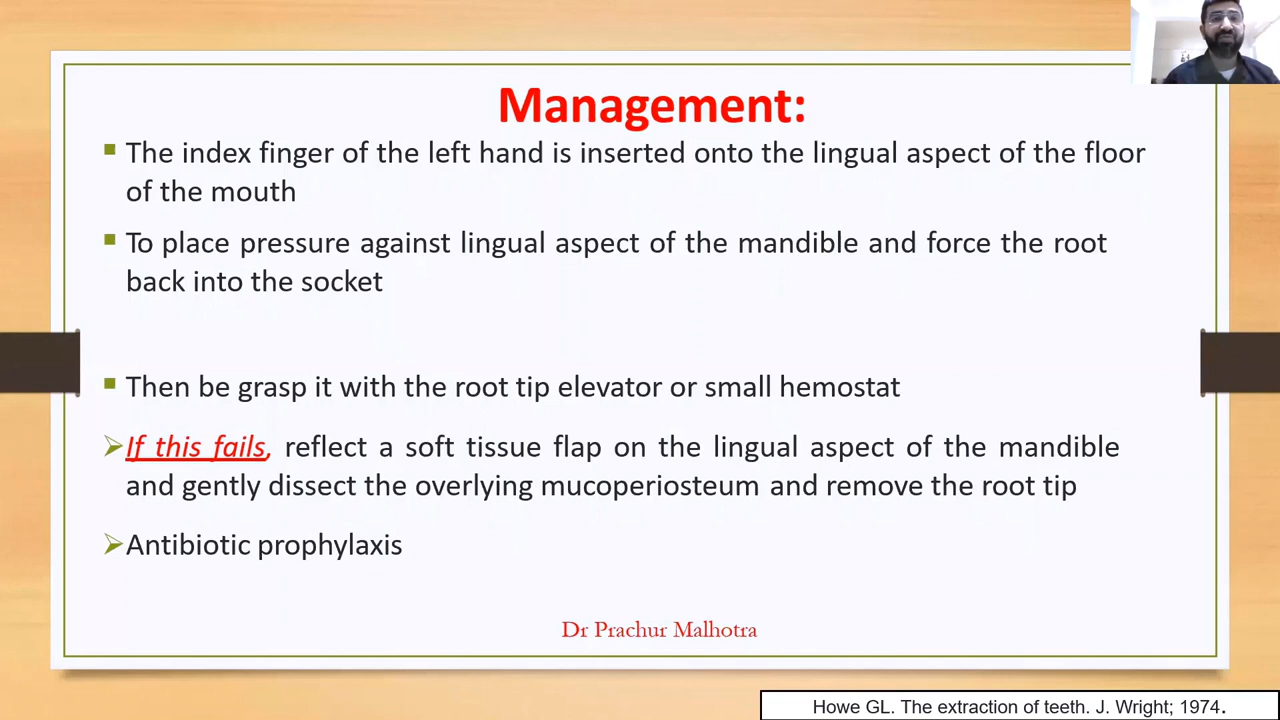 Management:
The index finger of the left hand is inserted onto the lingual aspect of the floor
of the mouth
To place pressure against lingual aspect of the mandible and force the root
back into the socket
Then be grasp it with the root tip elevator or small hemostat
If this fails, reflect a soft tissue flap on the lingual aspect of the mandible
and gently dissect the overlying mucoperiosteum and remove the root tip
Antibiotic prophylaxis
Dr Prachur Malhotra
Howe GL. The extraction of teeth. J. Wright; 1974.